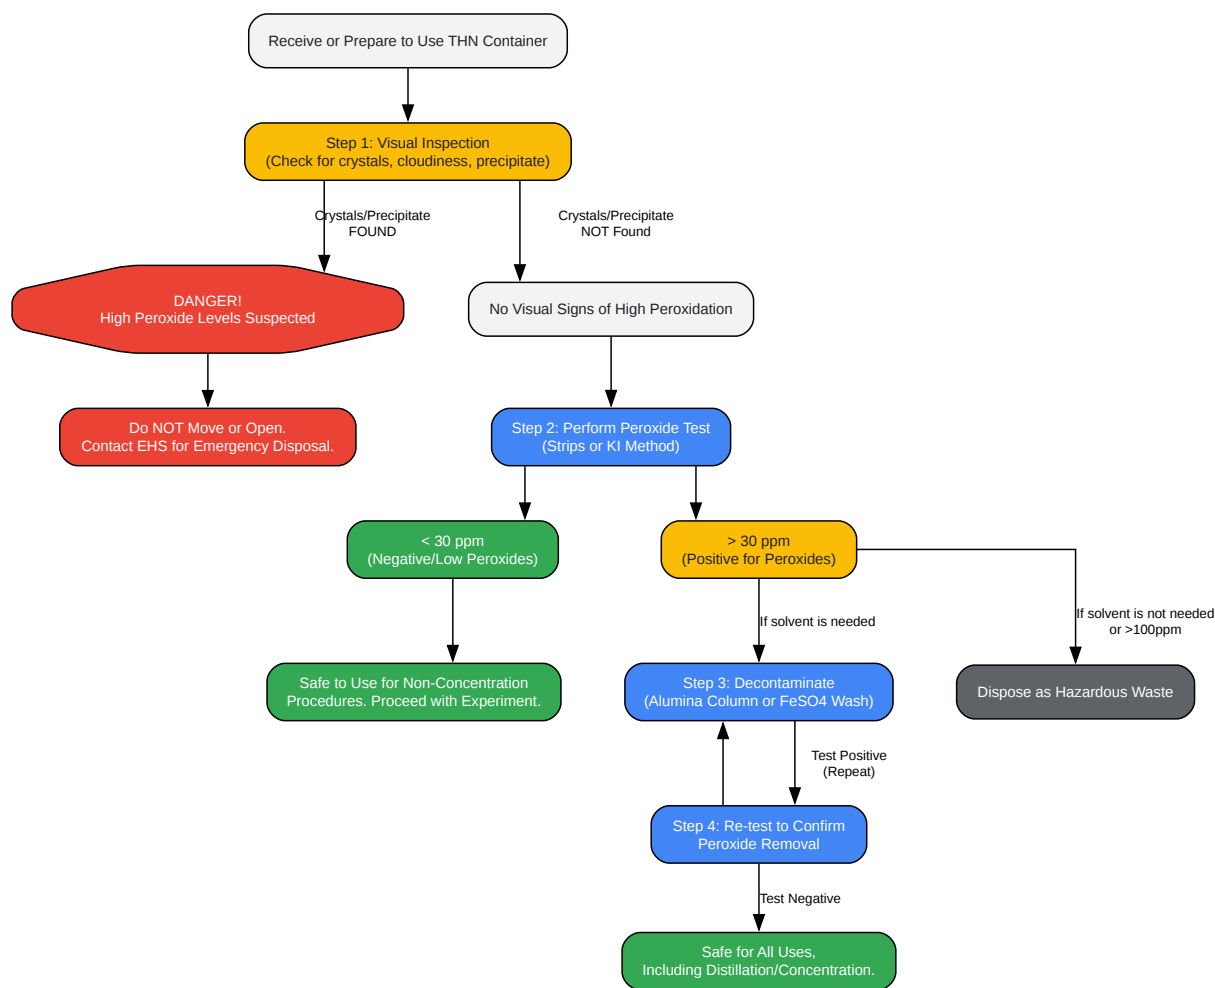 Receive or Prepare to Use THN Container
Step 1: Visual Inspection
(Check for crystals, cloudiness, precipitate)
Crystals/Precipitate
FOUND
Crystals/Precipitate
NOT Found
DANGER!
High Peroxide Levels Suspected
No Visual Signs of High Peroxidation
Do NOT Move or Open.
Contact EHS for Emergency Disposal.
Step 2: Perform Peroxide Test
(Strips or KI Method)
< 30 ppm
(Negative/Low Peroxides)
> 30 ppm
(Positive for Peroxides)
If solvent is needed
If solvent is not needed
or >100ppm
Safe to Use for Non-Concentration
Procedures. Proceed with Experiment.
Step 3: Decontaminate
(Alumina Column or FeSO4 Wash)
Dispose as Hazardous Waste
Test Positive
(Repeat)
Step 4: Re-test to Confirm
Peroxide Removal
Test Negative
Safe for All Uses,
Including Distillation/Concentration.